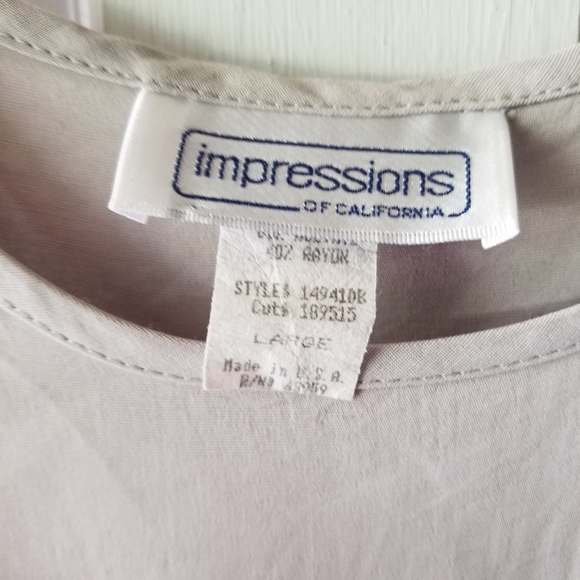 impressions
OF CALIFORNIA
40% RAYON
STYLE# 149410B
Cut# 189515
LARGE
Made in U.S.A.